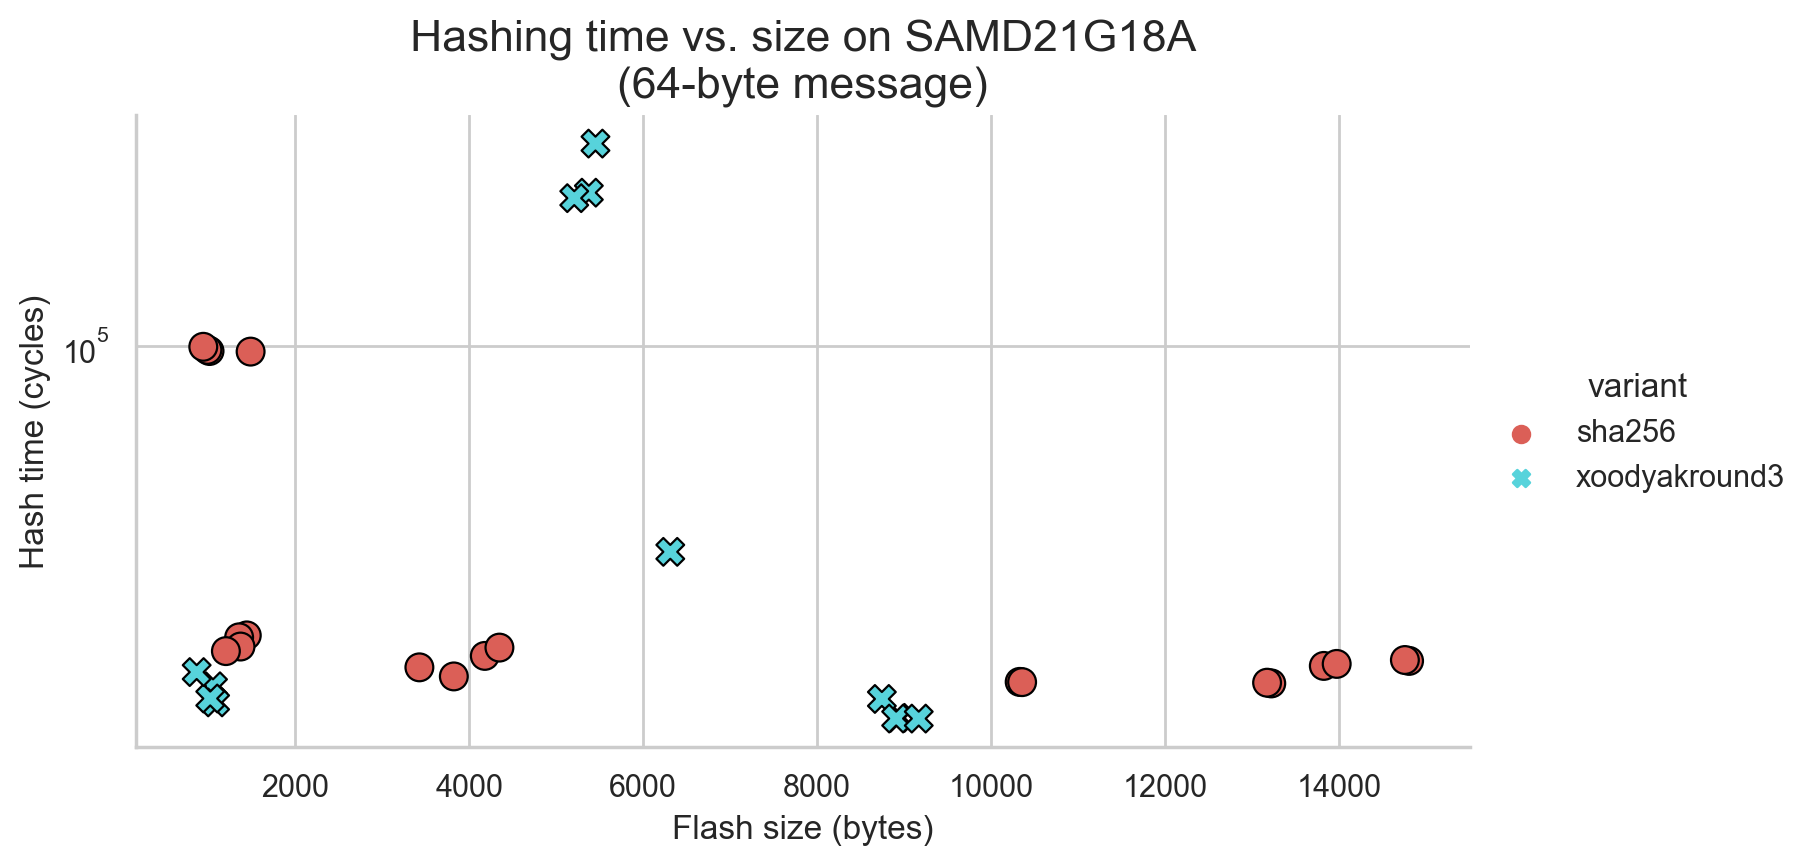 Hashing time vs. size on SAMD21G18A
(64-byte message)
Hash time (cycles)
10^5
2000 4000 6000 8000 10000 12000 14000
Flash size (bytes)
variant
sha256
xoodyakround3